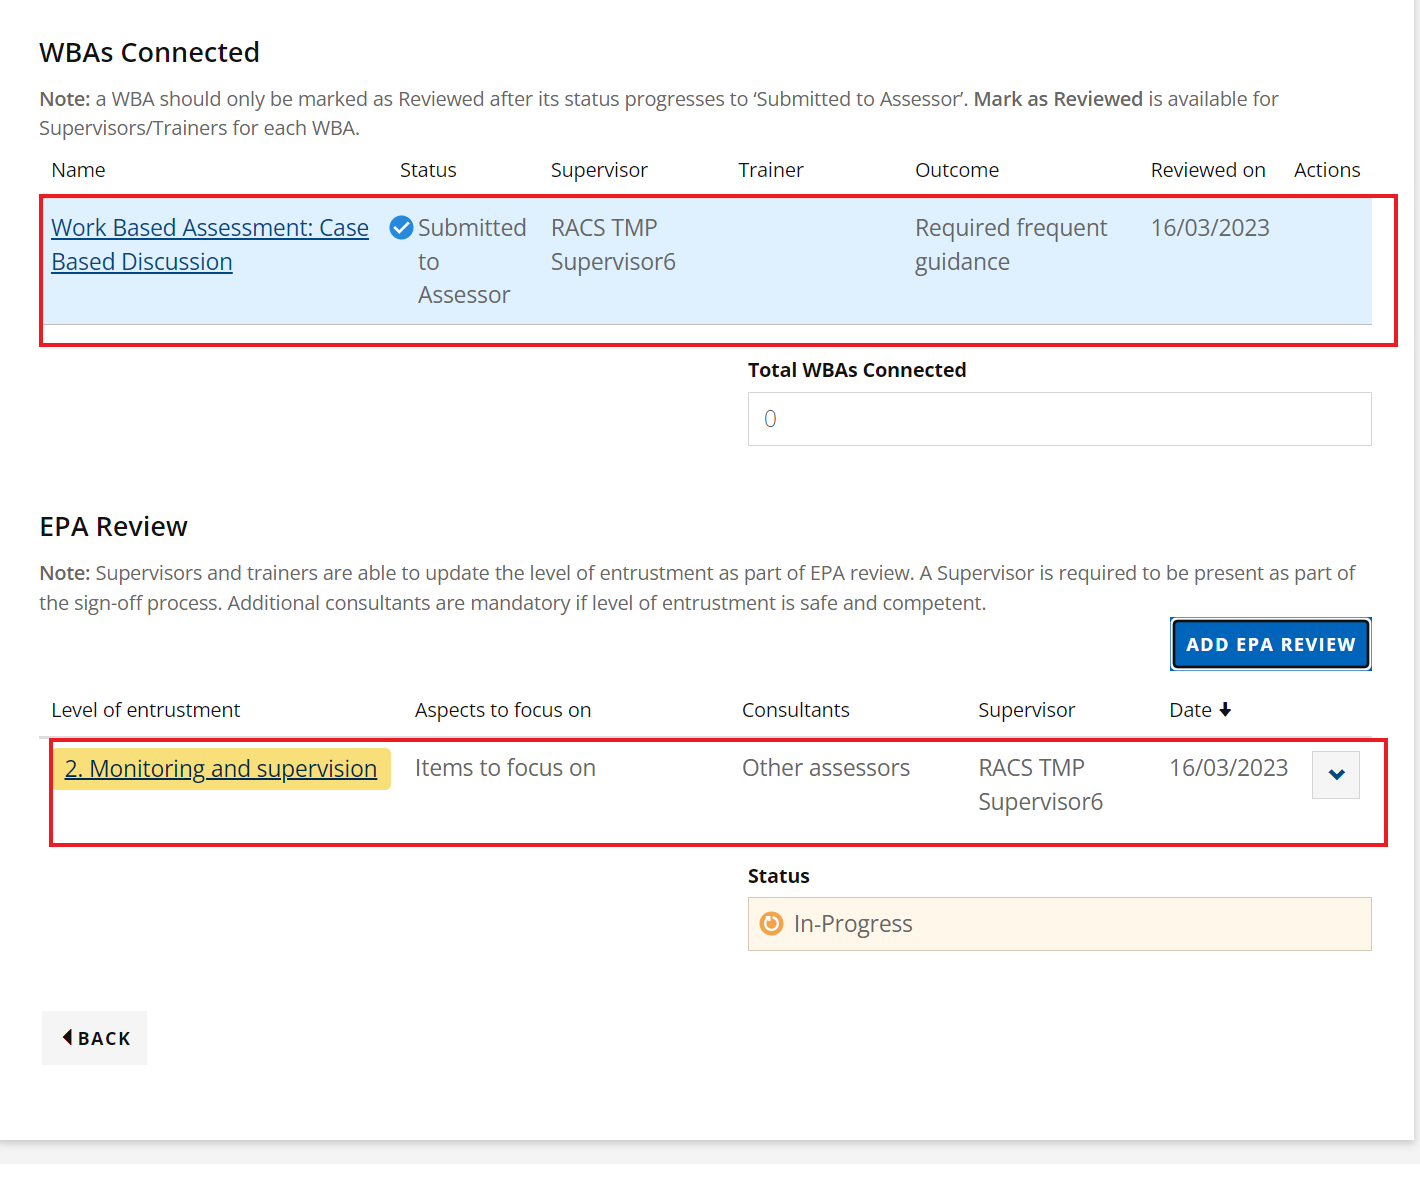 WBAs Connected
Note: a WBA should only be marked as Reviewed after its status progresses to ‘Submitted to Assessor’. Mark as Reviewed is available for
Supervisors/Trainers for each WBA.
Name Status Supervisor Trainer Outcome Reviewed on Actions
Work Based Assessment: Case Submitted RACS TMP Required frequent 16/03/2023
Based Discussion to Supervisor6 guidance
Assessor
Total WBAs Connected
0
EPA Review
Note: Supervisors and trainers are able to update the level of entrustment as part of EPA review. A Supervisor is required to be present as part of
the sign-off process. Additional consultants are mandatory if level of entrustment is safe and competent.
ADD EPA REVIEW
Level of entrustment Aspects to focus on Consultants Supervisor Date
2. Monitoring and supervision Items to focus on Other assessors RACS TMP 16/03/2023
Supervisor6
Status
In-Progress
BACK